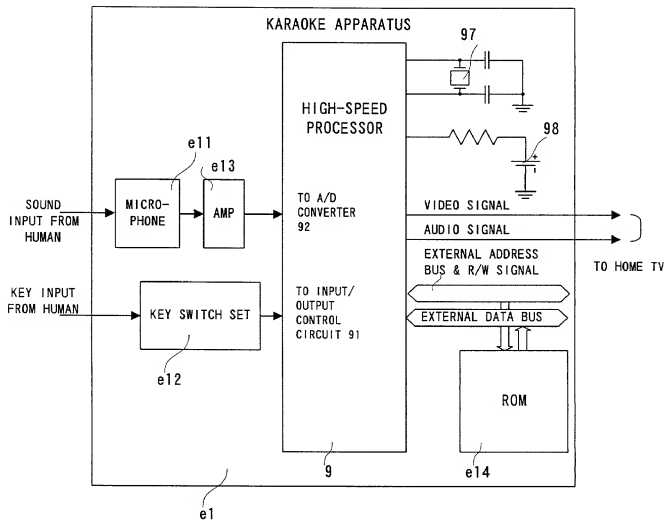 KARAOKE APPARATUS
97
HIGH-SPEED
PROCESSOR
98
e11
e13
SOUND
INPUT FROM
HUMAN
MICRO-
PHONE
AMP
TO A/D
CONVERTER
92
VIDEO SIGNAL
AUDIO SIGNAL
TO HOME TV
EXTERNAL ADDRESS
BUS & R/W SIGNAL
KEY INPUT
FROM HUMAN
KEY SWITCH SET
TO INPUT/
OUTPUT
CONTROL
CIRCUIT 91
EXTERNAL DATA BUS
e12
ROM
9
e14
e1
+